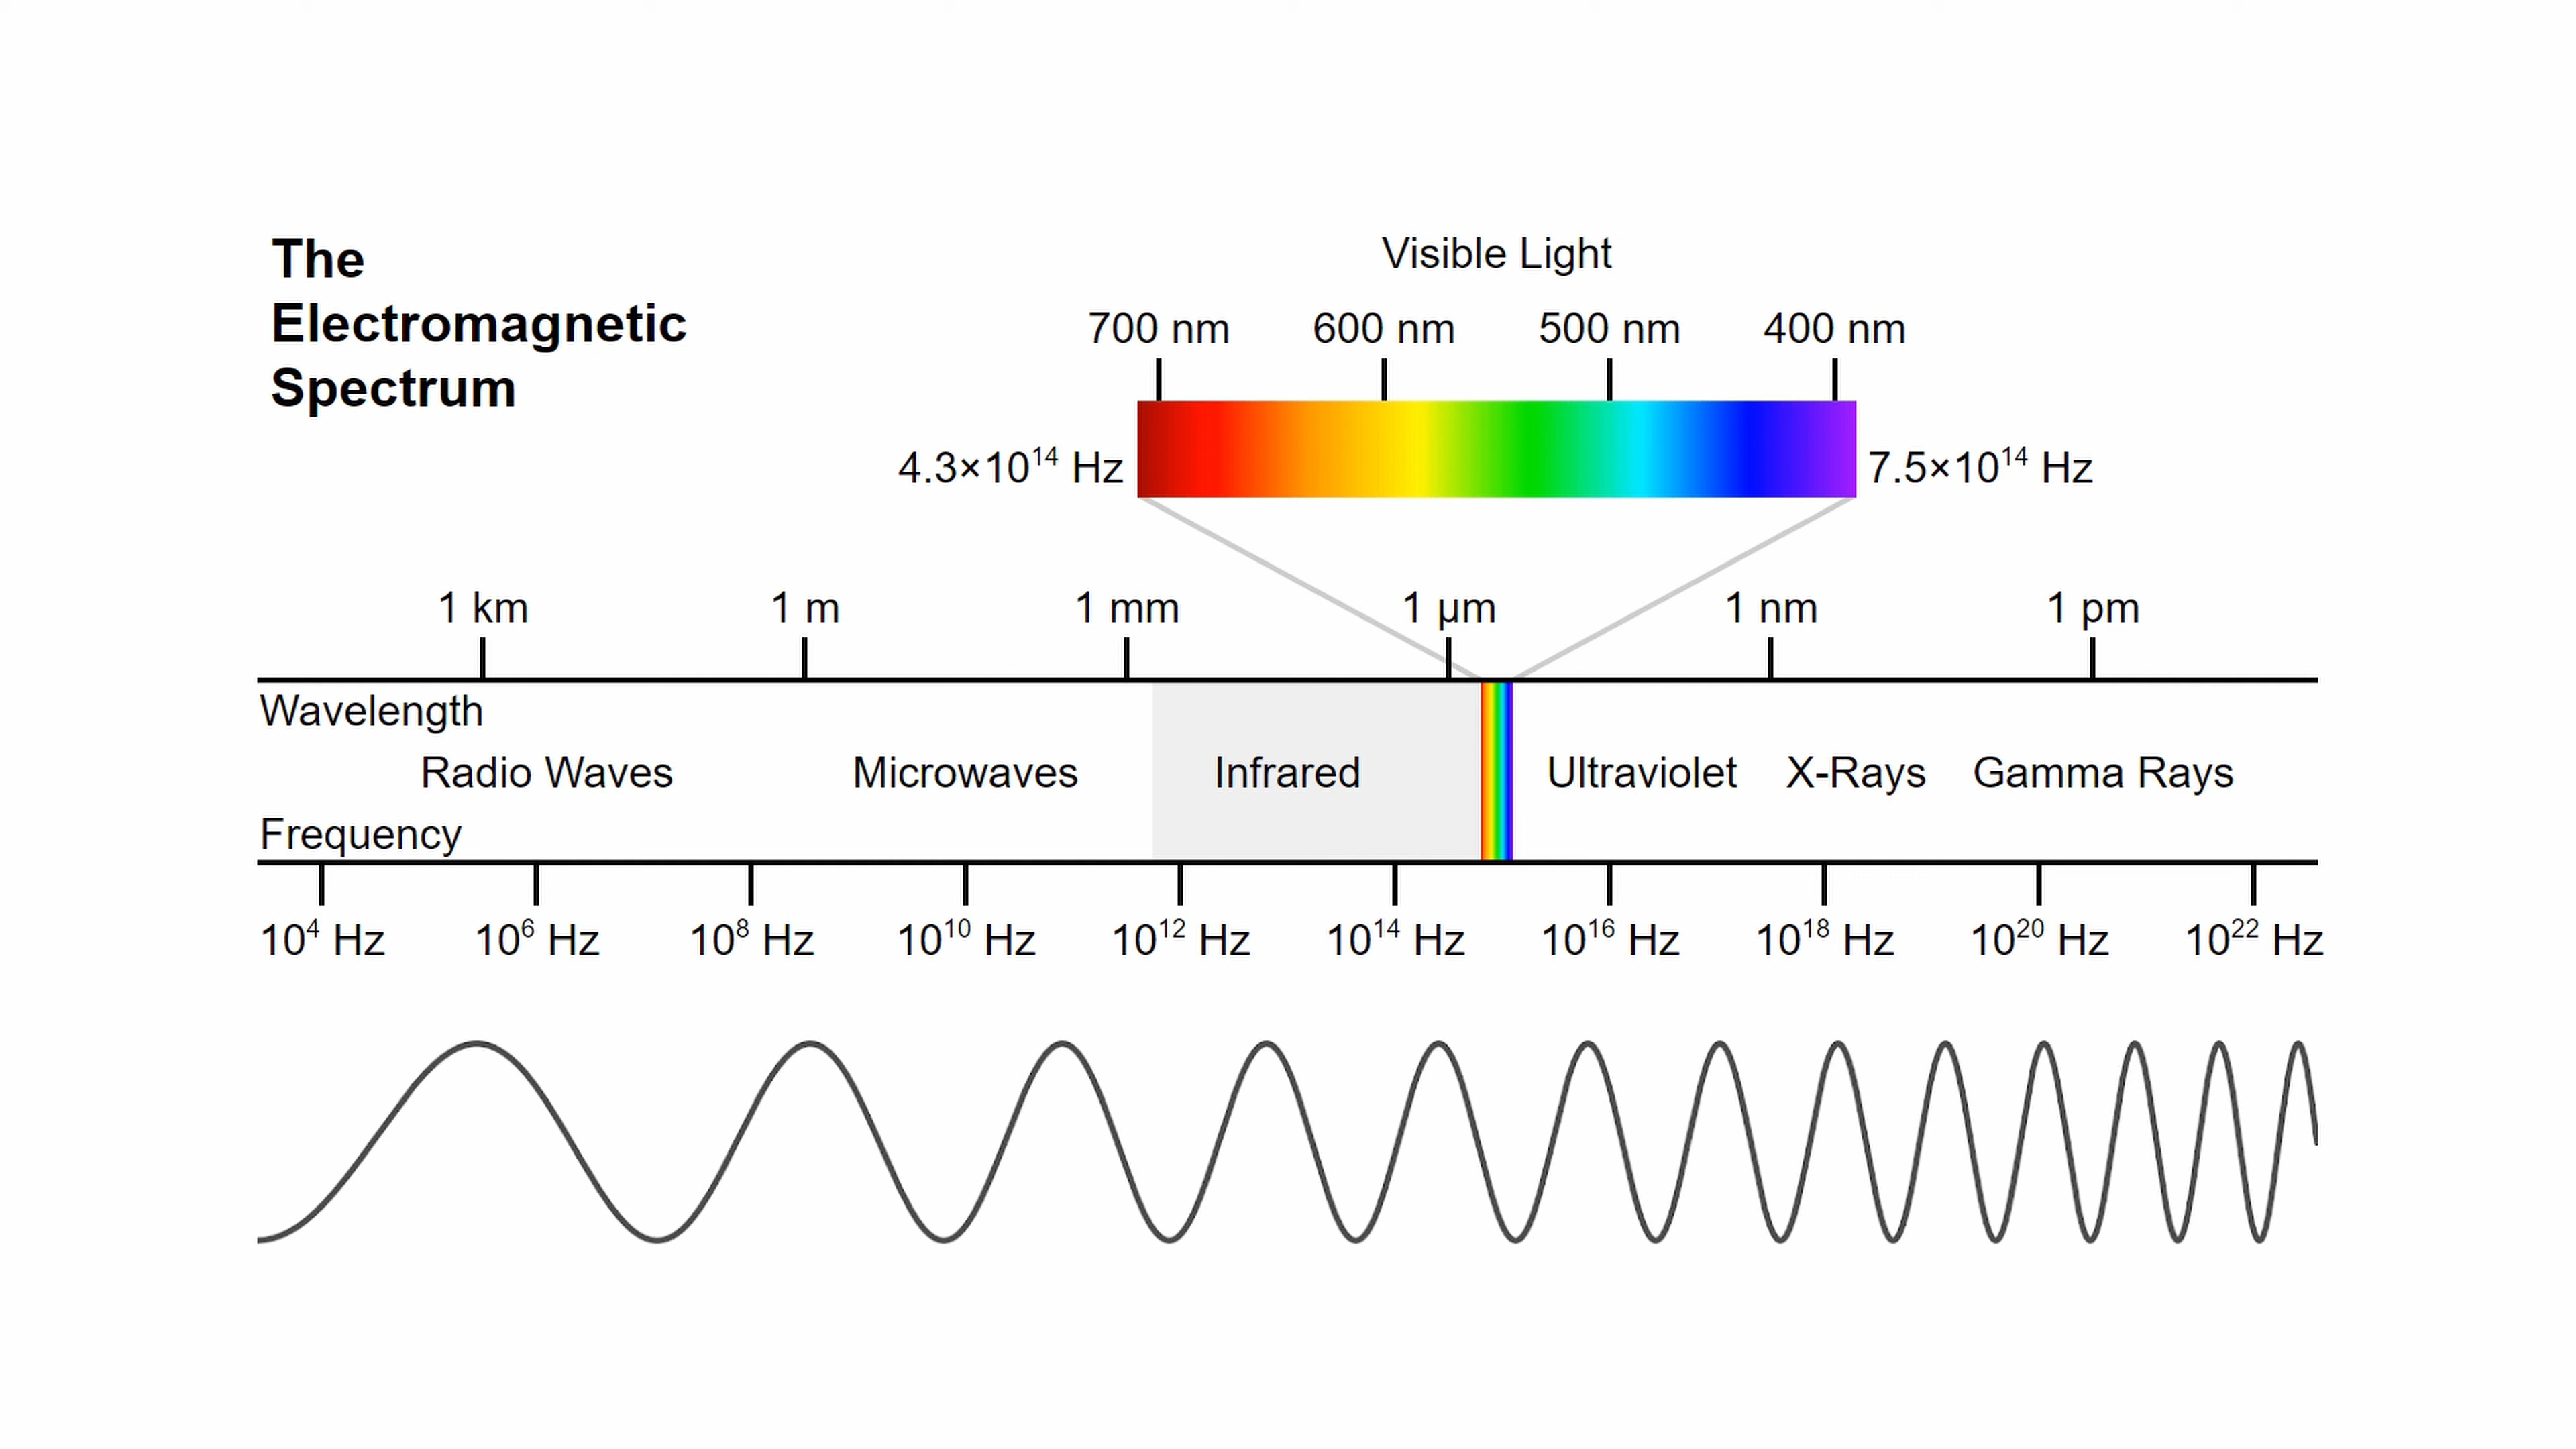 The
Electromagnetic
Spectrum
Visible Light
700 nm 600 nm 500 nm 400 nm
4.3×10¹⁴ Hz 7.5×10¹⁴ Hz
1 km 1 m 1 mm 1 µm 1 nm 1 pm
Wavelength
Radio Waves Microwaves Infrared Ultraviolet X-Rays Gamma Rays
Frequency
10⁴ Hz 10⁶ Hz 10⁸ Hz 10¹⁰ Hz 10¹² Hz 10¹⁴ Hz 10¹⁶ Hz 10¹⁸ Hz 10²⁰ Hz 10²² Hz